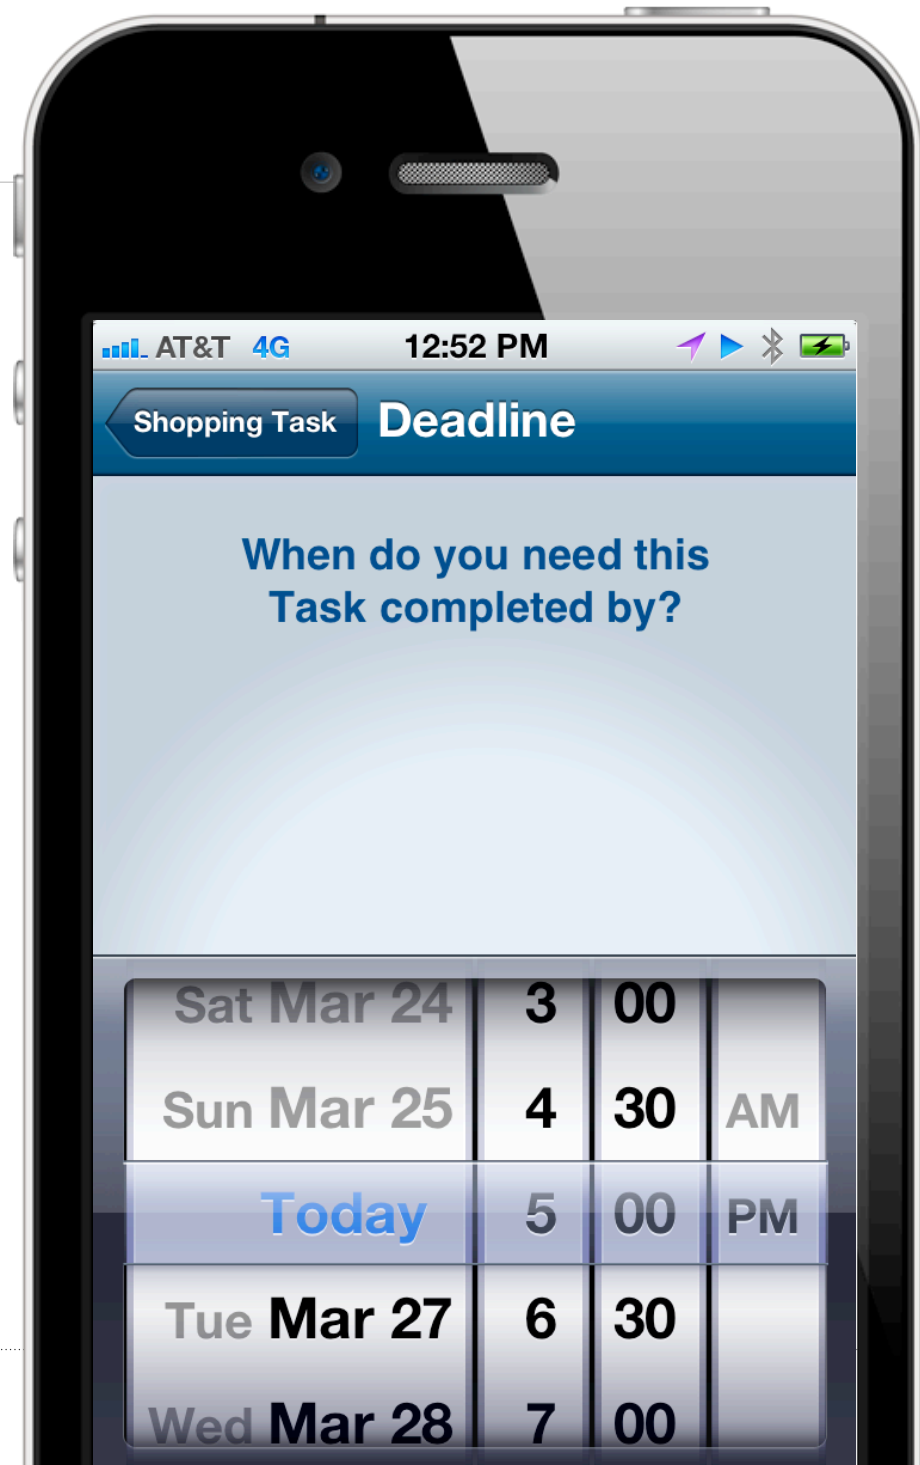 AT&T 4G 12:52 PM
Shopping Task Deadline
When do you need this
Task completed by?
Sat Mar 24 3 00
Sun Mar 25 4 30 AM
Today 5 00 PM
Tue Mar 27 6 30
Wed Mar 28 7 00